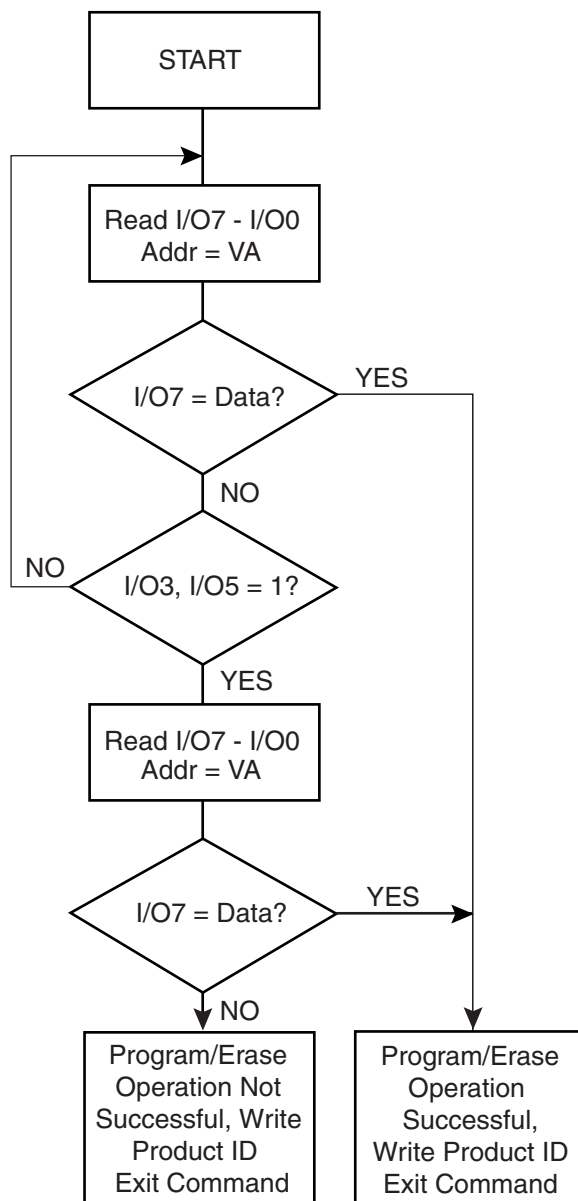 START
Read I/O7 - I/O0
Addr = VA
I/O7 = Data?
YES
NO
NO
I/O3, I/O5 = 1?
YES
Read I/O7 - I/O0
Addr = VA
I/O7 = Data?
YES
NO
Program/Erase
Operation Not
Successful, Write
Product ID
Exit Command
Program/Erase
Operation
Successful,
Write Product ID
Exit Command